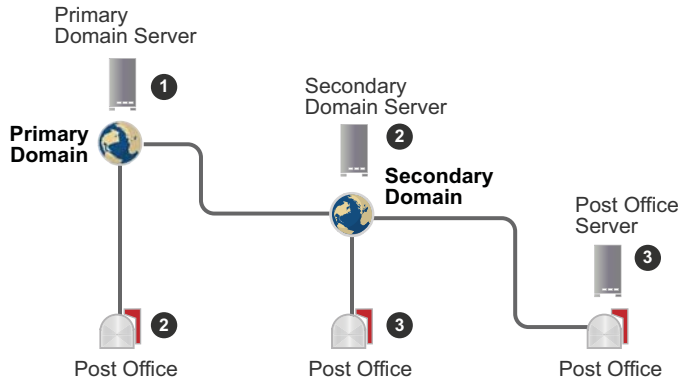 Primary
Domain Server
1
Primary
Domain
Secondary
Domain Server
2
Secondary
Domain
Post Office
Server
3
2
Post Office
3
Post Office
Post Office